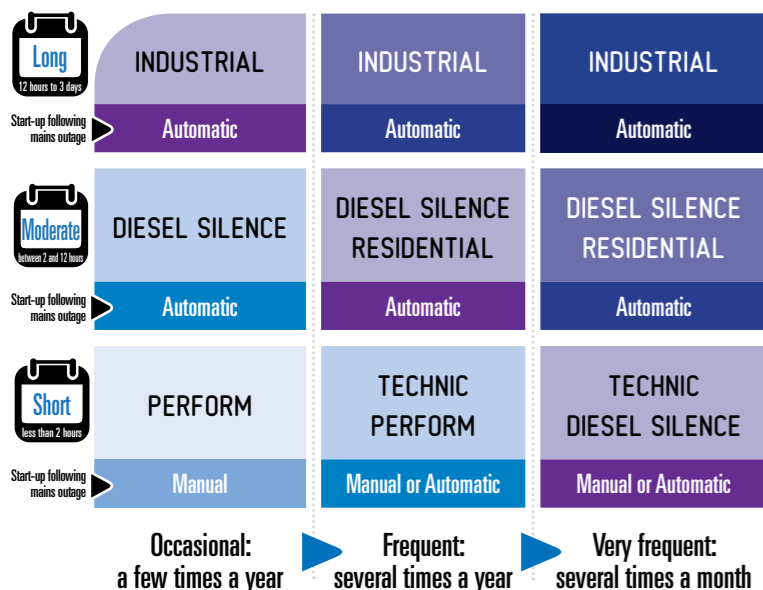 Long
12 hours to 3 days
INDUSTRIAL
INDUSTRIAL
INDUSTRIAL
Start-up following
mains outage
Automatic
Automatic
Automatic
Moderate
between 2 and 12 hours
DIESEL SILENCE
DIESEL SILENCE
RESIDENTIAL
DIESEL SILENCE
RESIDENTIAL
Start-up following
mains outage
Automatic
Automatic
Automatic
Short
less than 2 hours
PERFORM
TECHNIC
PERFORM
TECHNIC
DIESEL SILENCE
Start-up following
mains outage
Manual
Manual or Automatic
Manual or Automatic
Occasional:
a few times a year
Frequent:
several times a year
Very frequent:
several times a month